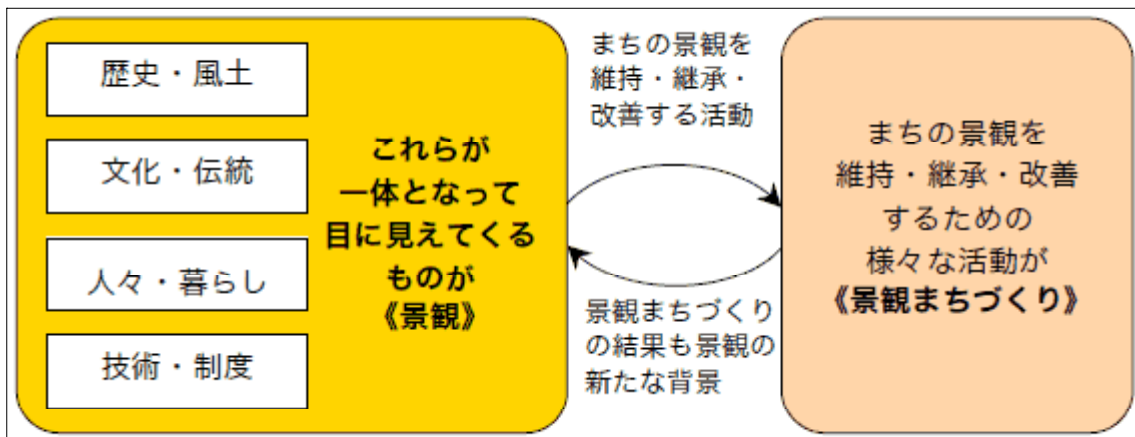 歴史・風土
文化・伝統
人々・暮らし
技術・制度
これらが
一体となって
目に見えてくる
ものが
《景観》
まちの景観を
維持・継承・
改善する活動
景観まちづくり
の結果も景観の
新たな背景
まちの景観を
維持・継承・改善
するための
様々な活動が
《景観まちづくり》